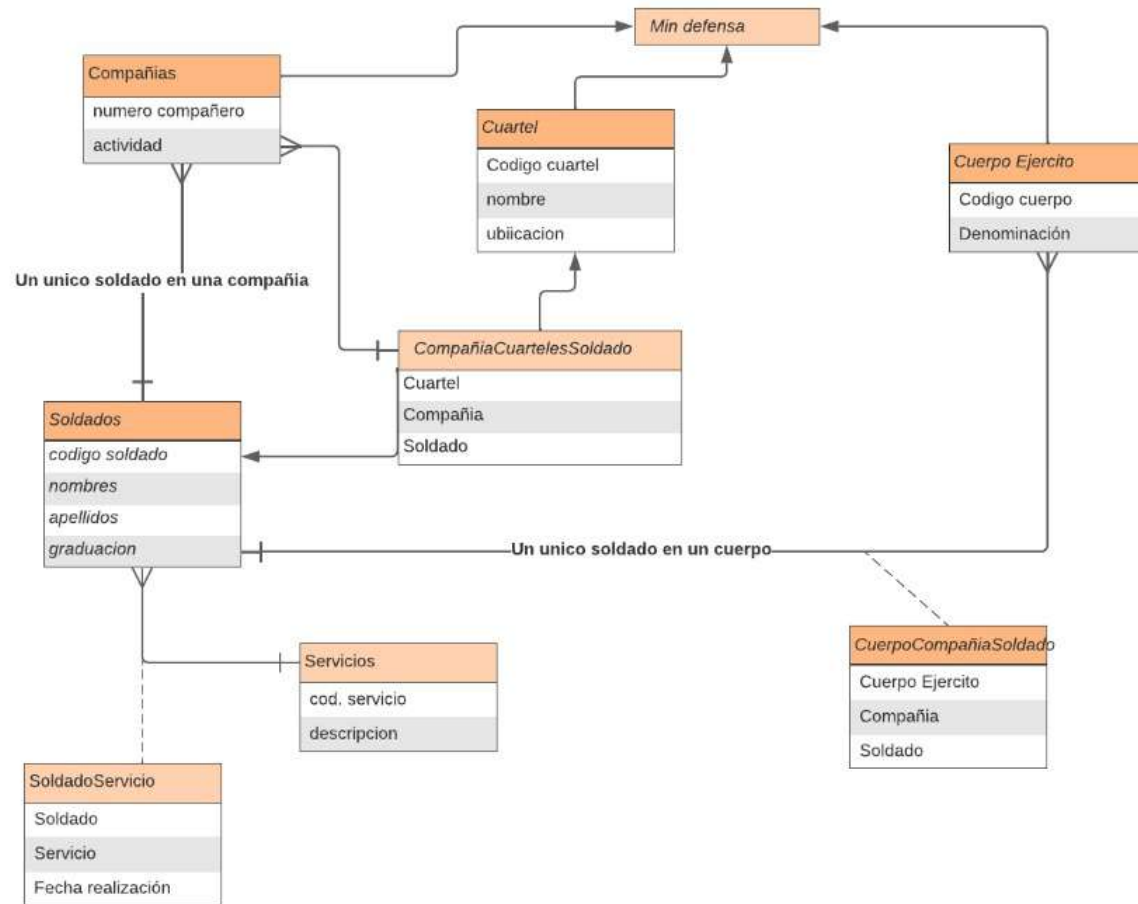 Min defensa
Compañias
numero compañero
actividad
Cuartel
Codigo cuartel
nombre
ubiicacion
Cuerpo Ejercito
Codigo cuerpo
Denominación
Un unico soldado en una compañia
CompañiaCuartelesSoldado
Cuartel
Compañia
Soldado
Soldados
codigo soldado
nombres
apellidos
graduacion
Un unico soldado en un cuerpo
Servicios
cod. servicio
descripcion
CuerpoCompañiaSoldado
Cuerpo Ejercito
Compañia
Soldado
SoldadoServicio
Soldado
Servicio
Fecha realización